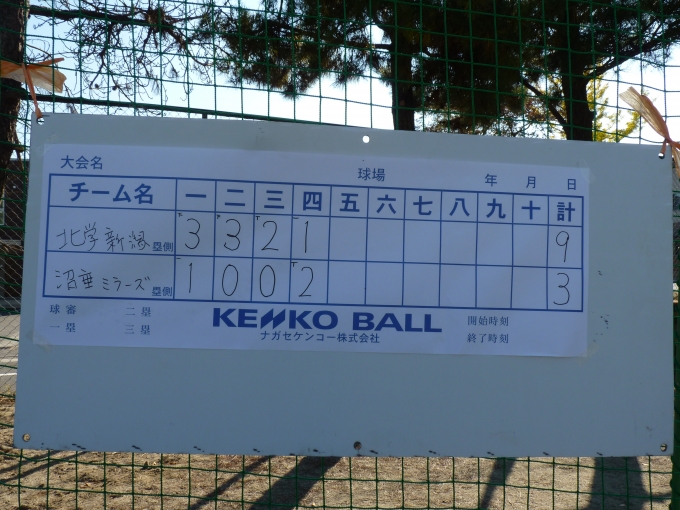 大会名 球場 年 月 日
チーム名 一 二 三 四 五 六 七 八 九 十 計
北学新潟 塁側 3 3 2 1 9
沼垂ミラーズ 塁側 1 0 0 2 3
球審 二塁 KENKO BALL 開始時刻
一塁 三塁 ナガセケンコー株式会社 終了時刻